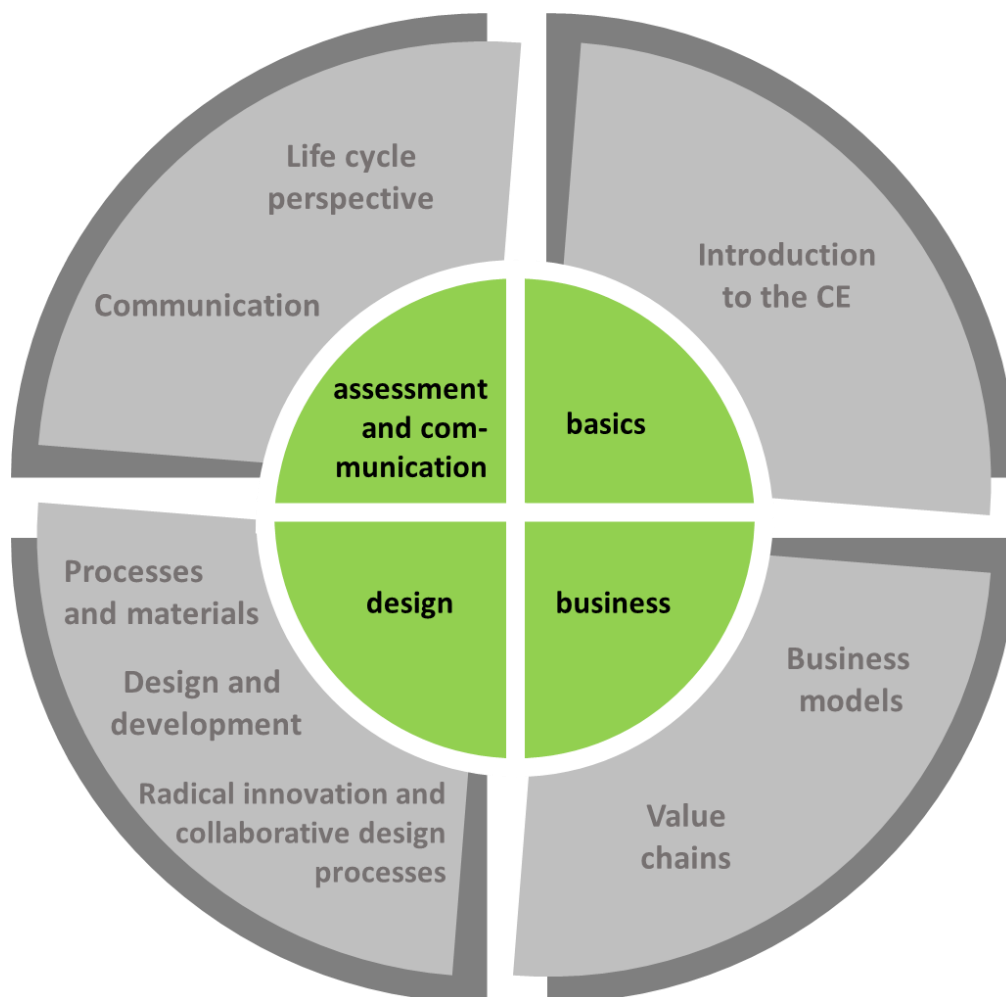 Life cycle
perspective
Communication
assessment
and com-
munication
Introduction
to the CE
basics
Processes
and materials
Design and
development
Radical innovation and
collaborative design
processes
design
business
Business
models
Value
chains